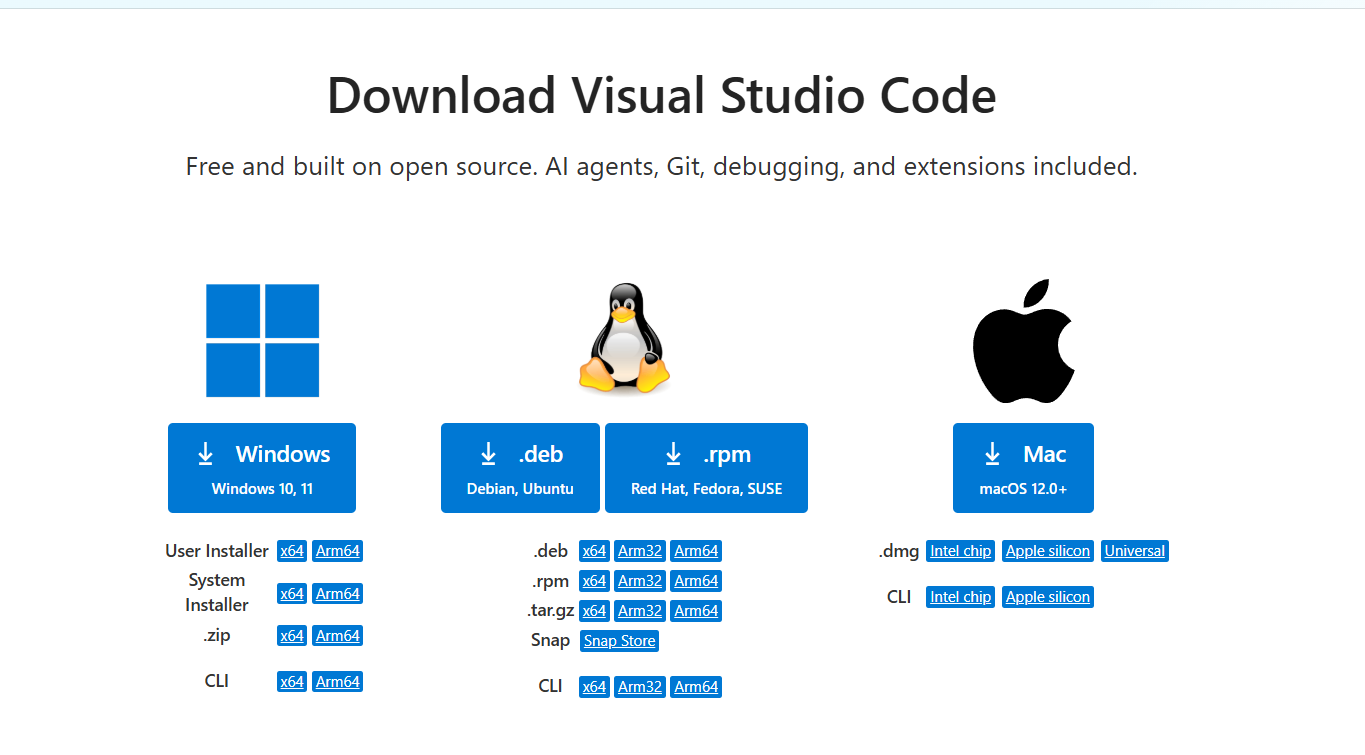 Download Visual Studio Code
Free and built on open source. AI agents, Git, debugging, and extensions included.
Windows
Windows 10, 11
User Installer x64 Arm64
System
Installer x64 Arm64
.zip x64 Arm64
CLI x64 Arm64
.deb
Debian, Ubuntu
.rpm
Red Hat, Fedora, SUSE
.deb x64 Arm32 Arm64
.rpm x64 Arm32 Arm64
.tar.gz x64 Arm32 Arm64
Snap Snap Store
CLI x64 Arm32 Arm64
Mac
macOS 12.0+
.dmg Intel chip Apple silicon Universal
CLI Intel chip Apple silicon